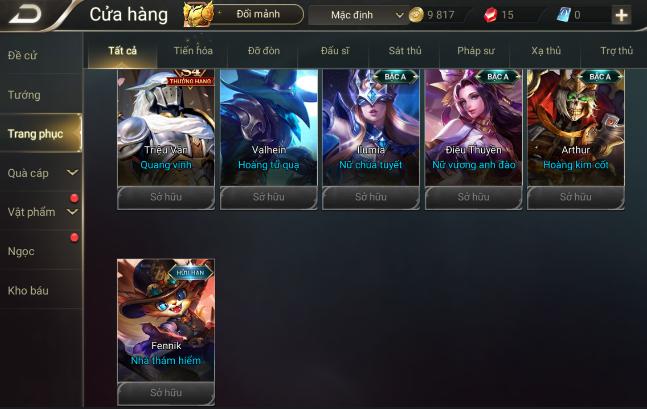 Cửa hàng
Đổi mảnh
Mặc định
9 817
15
0
Đề cử
Tướng
Trang phục
Quà cáp
Vật phẩm
Ngọc
Kho báu
Tất cả
Tiến hóa
Đỡ đòn
Đấu sĩ
Sát thủ
Pháp sư
Xạ thủ
Trợ thủ
S4
THƯỞNG HẠNG
Triệu Vân
Quang vinh
Sở hữu
Valhein
Hoàng tử quạ
Sở hữu
BẬC A
Ilumia
Nữ chúa tuyết
Sở hữu
BẬC A
Điêu Thuyền
Nữ vương anh đào
Sở hữu
BẬC A
Arthur
Hoàng kim cốt
Sở hữu
HỮU HẠN
Fennik
Nhà thám hiểm
Sở hữu